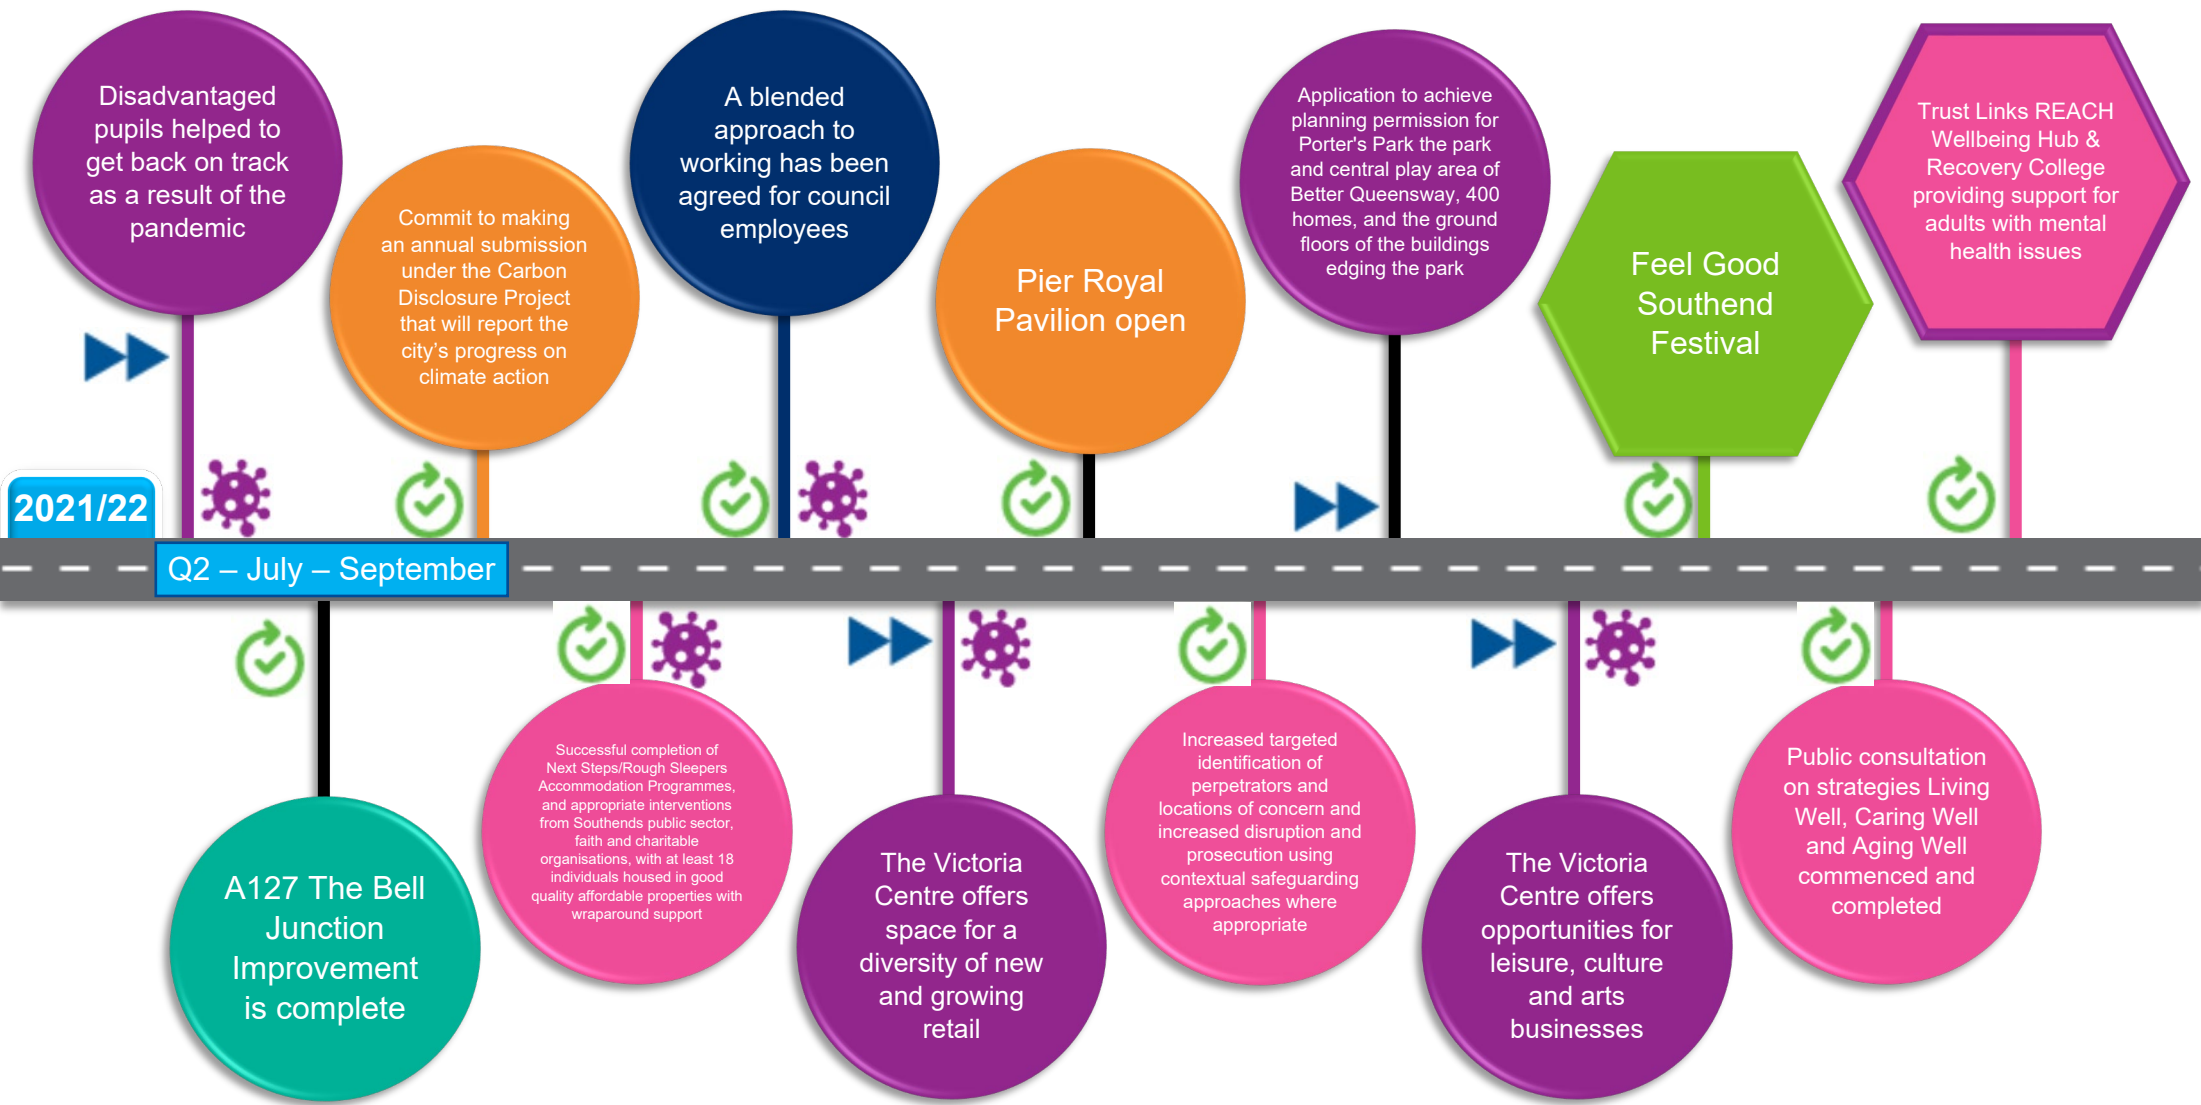 Disadvantaged
pupils helped to
get back on track
as a result of the
pandemic
Commit to making
an annual submission
under the Carbon
Disclosure Project
that will report the
city’s progress on
climate action
A blended
approach to
working has been
agreed for council
employees
Pier Royal
Pavilion open
Application to achieve
planning permission for
Porter's Park the park
and central play area of
Better Queensway, 400
homes, and the ground
floors of the buildings
edging the park
Feel Good
Southend
Festival
Trust Links REACH
Wellbeing Hub &
Recovery College
providing support for
adults with mental
health issues
2021/22
Q2 – July – September
A127 The Bell
Junction
Improvement
is complete
Successful completion of
Next Steps/Rough Sleepers
Accommodation Programmes,
and appropriate interventions
from Southends public sector,
faith and charitable
organisations, with at least 18
individuals housed in good
quality affordable properties with
wraparound support
The Victoria
Centre offers
space for a
diversity of new
and growing
retail
Increased targeted
identification of
perpetrators and
locations of concern and
increased disruption and
prosecution using
contextual safeguarding
approaches where
appropriate
The Victoria
Centre offers
opportunities for
leisure, culture
and arts
businesses
Public consultation
on strategies Living
Well, Caring Well
and Aging Well
commenced and
completed